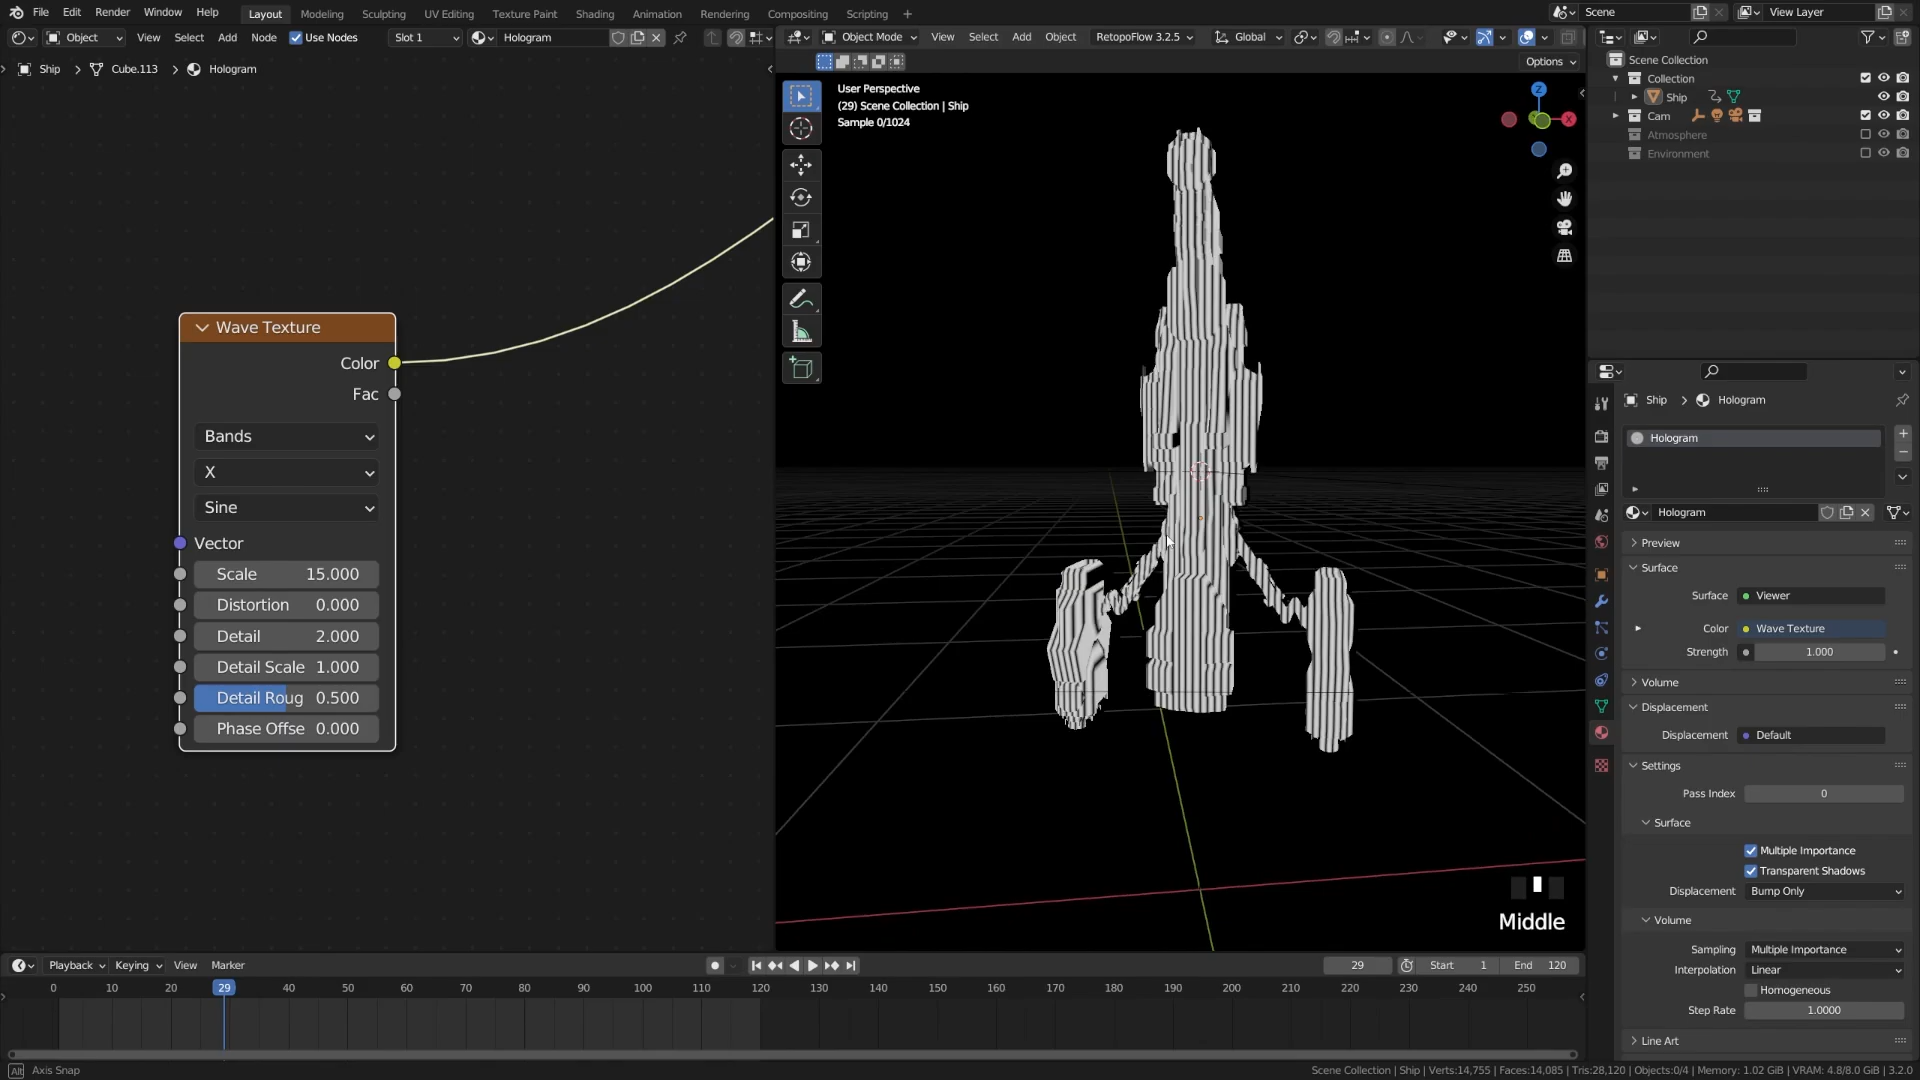 File Edit Render Window Help Layout Modeling Sculpting UV Editing Texture Paint Shading Animation Rendering Compositing Scripting + Scene View Layer
Object View Select Add Node Use Nodes Slot 1 Hologram Object Mode View Select Add Object RetopoFlow 3.2.5 Global
Ship > Cube.113 > Hologram
Options
User Perspective
(29) Scene Collection | Ship
Sample 0/1024
Z
X
Scene Collection
Collection
Ship
Cam
Atmosphere
Environment
Wave Texture
Color
Fac
Bands
X
Sine
Vector
Scale 15.000
Distortion 0.000
Detail 2.000
Detail Scale 1.000
Detail Roug 0.500
Phase Offse 0.000
Middle
Ship > Hologram
Hologram
Hologram
Preview
Surface
Surface Viewer
Color Wave Texture
Strength 1.000
Volume
Displacement
Displacement Default
Settings
Pass Index 0
Surface
Multiple Importance
Transparent Shadows
Displacement Bump Only
Volume
Sampling Multiple Importance
Interpolation Linear
Homogeneous
Step Rate 1.0000
Line Art
Playback Keying View Marker 29 Start 1 End 120
0 10 20 29 40 50 60 70 80 90 100 110 120 130 140 150 160 170 180 190 200 210 220 230 240 250
Alt Axis Snap
Scene Collection | Ship | Verts:14,755 | Faces:14,085 | Tris:28,120 | Objects:0/4 | Memory: 1.02 GiB | VRAM: 4.8/8.0 GiB | 3.2.0